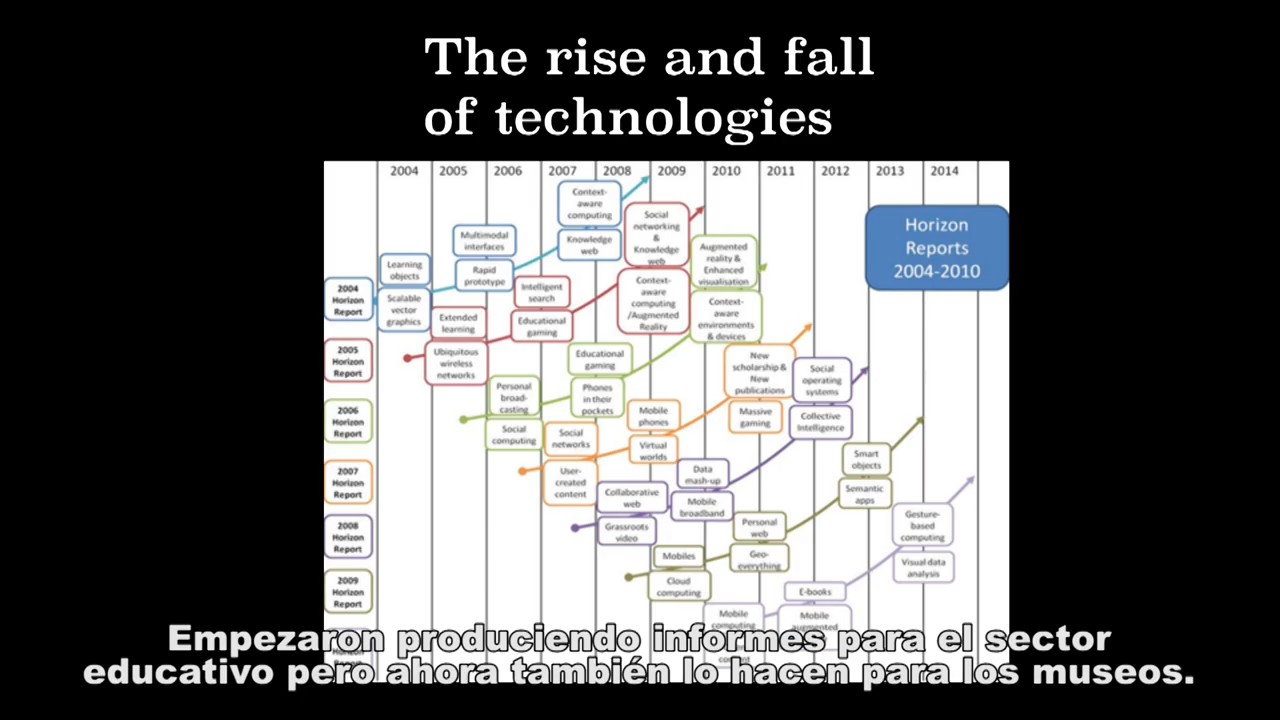 The rise and fall
of technologies
2004 2005 2006 2007 2008 2009 2010 2011 2012 2013 2014
Horizon
Reports
2004-2010
2004
Horizon
Report
Learning
objects
Scalable
vector
graphics
Multimodal
interfaces
Rapid
prototype
Context-
aware
computing
Knowledge
web
2005
Horizon
Report
Extended
learning
Ubiquitous
wireless
networks
Intelligent
search
Educational
gaming
Social
networking
&
Knowledge
web
Context-
aware
computing
/Augmented
Reality
2006
Horizon
Report
Personal
broad-
casting
Social
computing
Educational
gaming
Phones
in their
pockets
Augmented
reality &
Enhanced
visualisation
Context-
aware
environments
& devices
2007
Horizon
Report
Social
networks
User-
created
content
Mobile
phones
Virtual
worlds
New
scholarship &
New
publications
Massive
gaming
2008
Horizon
Report
Collaborative
web
Grassroots
video
Data
mash-up
Mobile
broadband
Social
operating
systems
Collective
Intelligence
2009
Horizon
Report
Mobiles
Cloud
computing
Personal
web
Geo-
everything
Smart
objects
Semantic
apps
Mobile
computing
E-books
Mobile
augmented
Gesture-
based
computing
Visual data
analysis
Empezaron produciendo informes para el sector
educativo pero ahora también lo hacen para los museos.